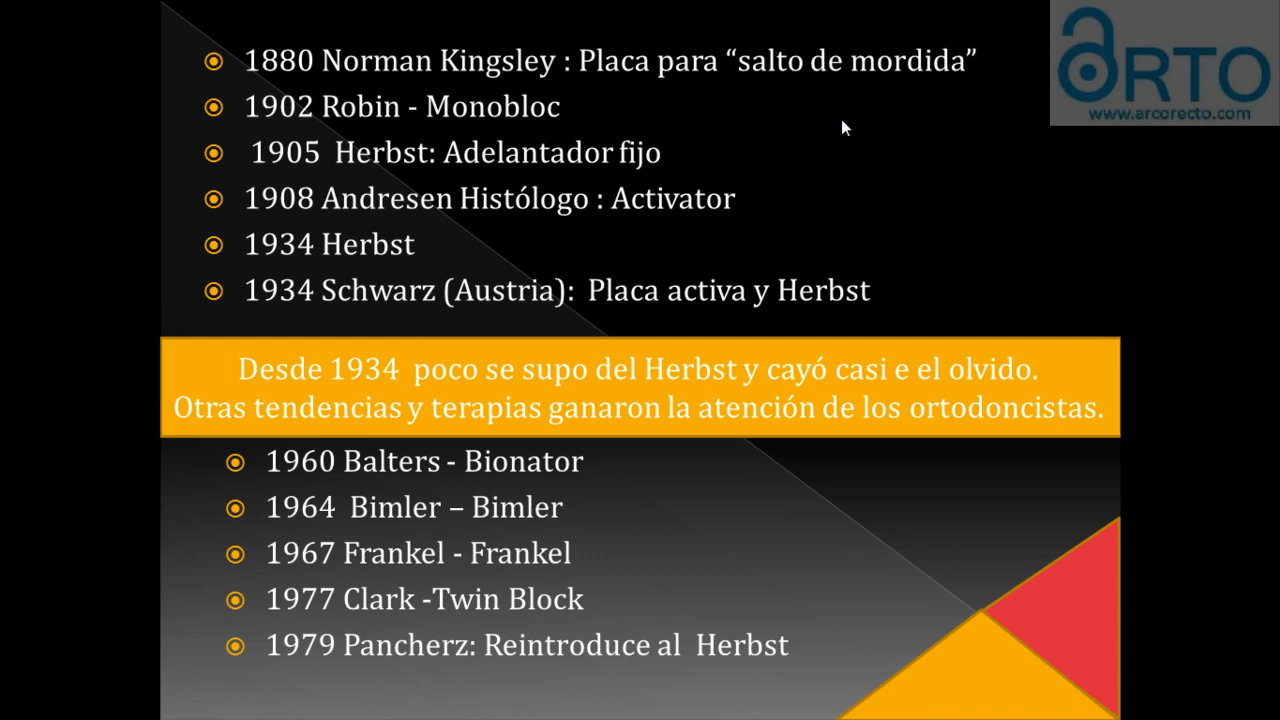 1880 Norman Kingsley : Placa para “salto de mordida”
1902 Robin - Monobloc
1905 Herbst: Adelantador fijo
1908 Andresen Histólogo : Activator
1934 Herbst
1934 Schwarz (Austria): Placa activa y Herbst
Desde 1934 poco se supo del Herbst y cayó casi e el olvido.
Otras tendencias y terapias ganaron la atención de los ortodoncistas.
1960 Balters - Bionator
1964 Bimler – Bimler
1967 Frankel - Frankel
1977 Clark -Twin Block
1979 Pancherz: Reintroduce al Herbst
aRTO
www.arcorecto.com